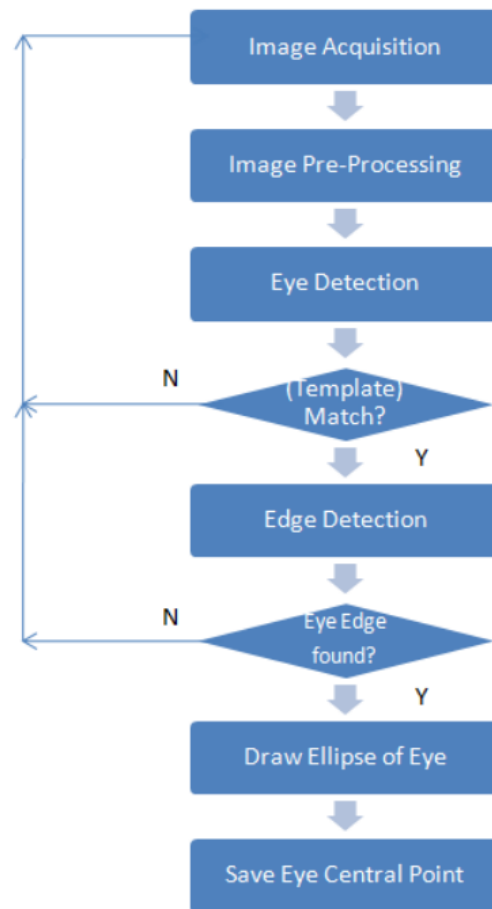 Image Acquisition
Image Pre-Processing
Eye Detection
N
(Template)
Match?
Y
Edge Detection
N
Eye Edge
found?
Y
Draw Ellipse of Eye
Save Eye Central Point